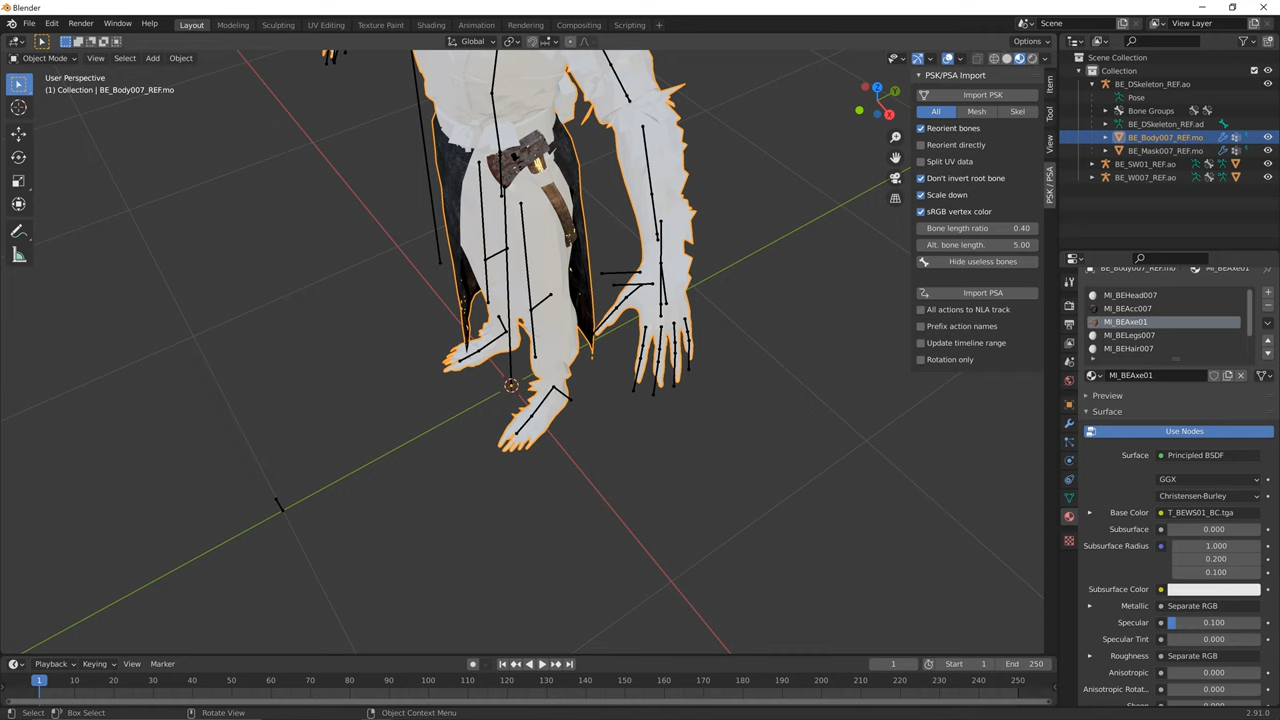 Blender
File Edit Render Window Help Layout Modeling Sculpting UV Editing Texture Paint Shading Animation Rendering Compositing Scripting + Scene View Layer
Global Options
Object Mode View Select Add Object
User Perspective
(1) Collection | BE_Body007_REF.mo
PSK/PSA Import
Import PSK
All Mesh Skel
Reorient bones
Reorient directly
Split UV data
Don't invert root bone
Scale down
sRGB vertex color
Bone length ratio 0.40
Alt. bone length. 5.00
Hide useless bones
Import PSA
All actions to NLA track
Prefix action names
Update timeline range
Rotation only
Item
Tool
View
PSK / PSA
Z
Y
X
Scene Collection
Collection
BE_DSkeleton_REF.ao
Pose
Bone Groups
BE_DSkeleton_REF.ad
BE_Body007_REF.mo
BE_Mask007_REF.mo
BE_SW01_REF.ao
BE_W007_REF.ao
BE_Body007_REF.mo MI_BEAxe01
MI_BEHead007
MI_BEAcc007
MI_BEAxe01
MI_BELegs007
MI_BEHair007
MI_BEAxe01
Preview
Surface
Use Nodes
Surface Principled BSDF
GGX
Christensen-Burley
Base Color T_BEWS01_BC.tga
Subsurface 0.000
Subsurface Radius 1.000
0.200
0.100
Subsurface Color
Metallic Separate RGB
Specular 0.100
Specular Tint 0.000
Roughness Separate RGB
Anisotropic 0.000
Anisotropic Rotat... 0.000
Playback Keying View Marker 1 Start 1 End 250
1 10 20 30 40 50 60 70 80 90 100 110 120 130 140 150 160 170 180 190 200 210 220 230 240 250
Select Box Select Rotate View Object Context Menu 2.91.0